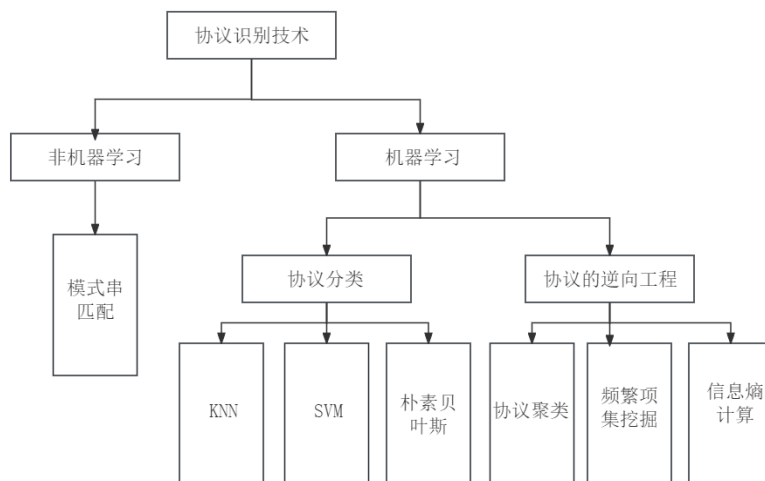 协议识别技术
非机器学习
机器学习
模式串
匹配
协议分类
协议的逆向工程
KNN
SVM
朴素贝
叶斯
协议聚类
频繁项
集挖掘
信息熵
计算